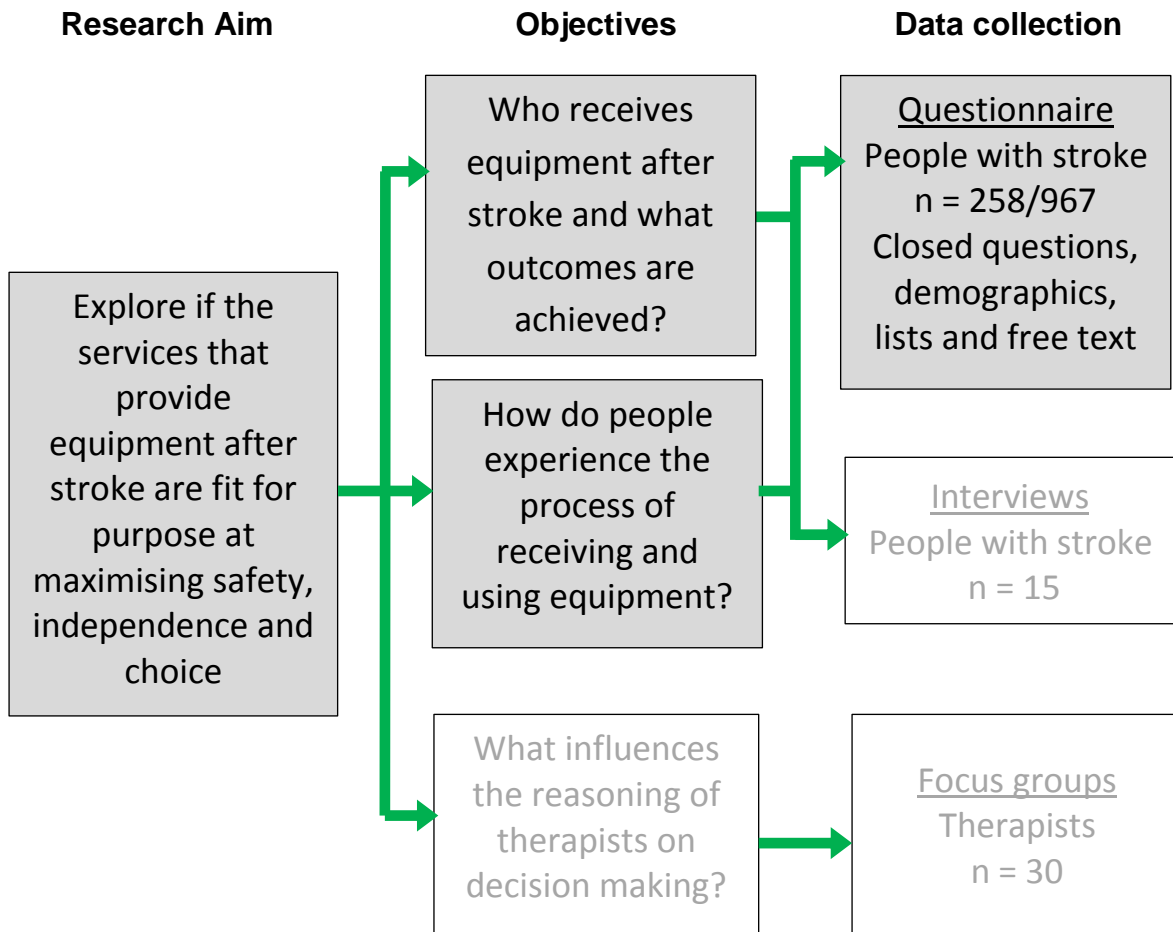 Research Aim
Objectives
Data collection
Explore if the
services that
provide
equipment after
stroke are fit for
purpose at
maximising safety,
independence and
choice
Who receives
equipment after
stroke and what
outcomes are
achieved?
How do people
experience the
process of
receiving and
using equipment?
What influences
the reasoning of
therapists on
decision making?
Questionnaire
People with stroke
n = 258/967
Closed questions,
demographics,
lists and free text
Interviews
People with stroke
n = 15
Focus groups
Therapists
n = 30